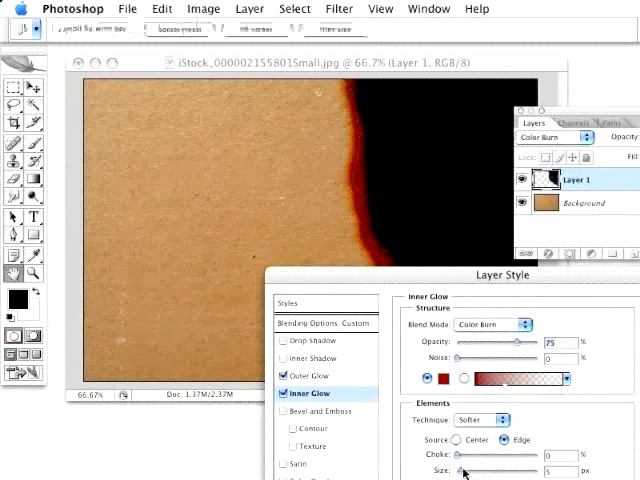 Photoshop File Edit Image Layer Select Filter View Window Help
iStock_000002155801Small.jpg @ 66.7% (Layer 1, RGB/8)
Layers Channels Paths
Color Burn Opacity:
Lock: Fill:
Layer 1
Background
66.67% Doc: 1.37M/2.37M
Layer Style
Styles
Blending Options: Custom
Drop Shadow
Inner Shadow
Outer Glow
Inner Glow
Bevel and Emboss
Contour
Texture
Satin
Inner Glow
Structure
Blend Mode: Color Burn
Opacity: 75 %
Noise: 0 %
Elements
Technique: Softer
Source: Center Edge
Choke: 0 %
Size: 5 px